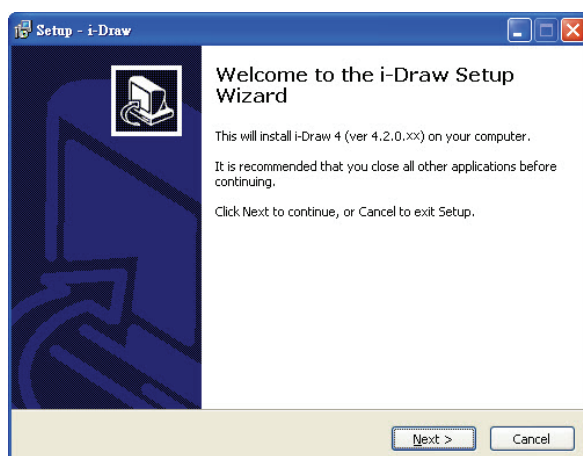 Setup - i-Draw
Welcome to the i-Draw Setup
Wizard
This will install i-Draw 4 (ver 4.2.0.xx) on your computer.
It is recommended that you close all other applications before
continuing.
Click Next to continue, or Cancel to exit Setup.
Next >
Cancel